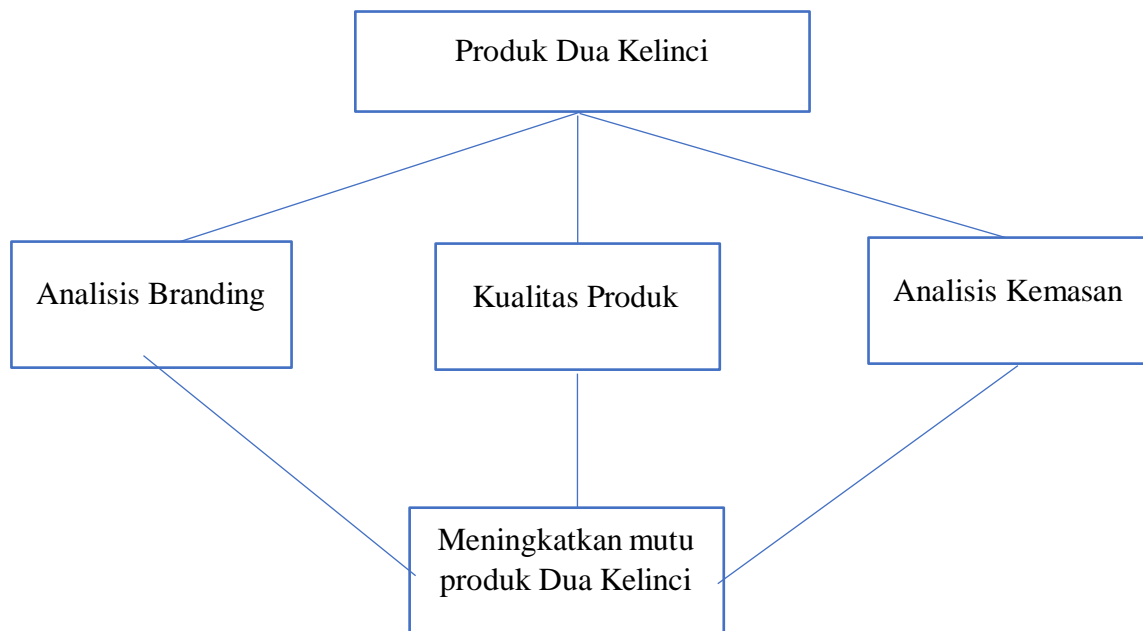 Produk Dua Kelinci
Analisis Branding
Kualitas Produk
Analisis Kemasan
Meningkatkan mutu
produk Dua Kelinci